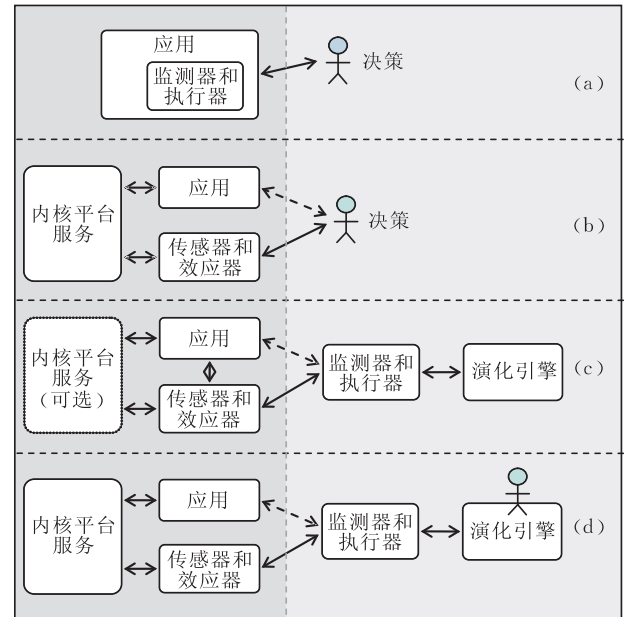 应用
监测器和
执行器
决策
(a)
内核平台
服务
应用
传感器和
效应器
决策
(b)
内核平台
服务
(可选)
应用
传感器和
效应器
监测器和
执行器
演化引擎
(c)
内核平台
服务
应用
传感器和
效应器
监测器和
执行器
演化引擎
(d)